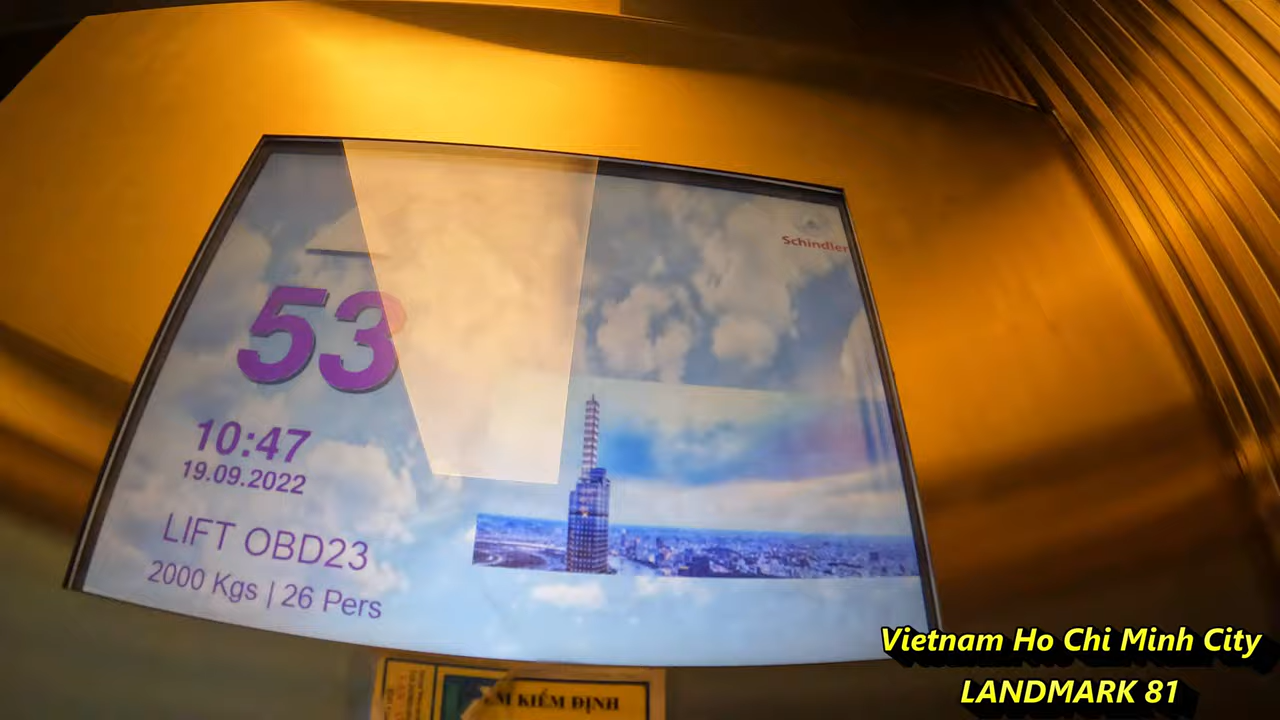 Schindler
53
10:47
19.09.2022
LIFT OBD23
2000 Kgs | 26 Pers
KIỂM ĐỊNH
Vietnam Ho Chi Minh City
LANDMARK 81